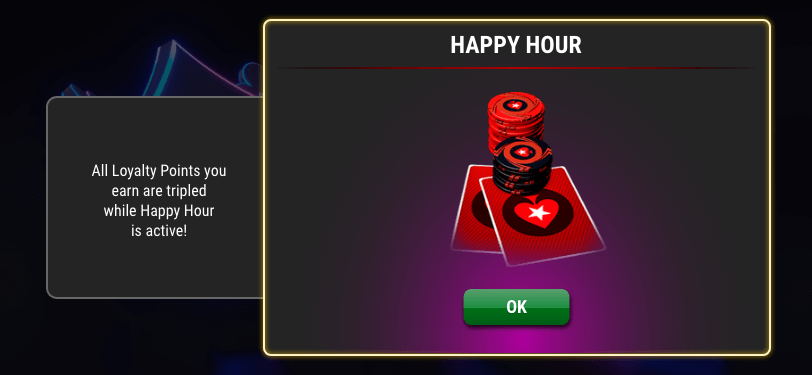 HAPPY HOUR
All Loyalty Points you
earn are tripled
while Happy Hour
is active!
OK